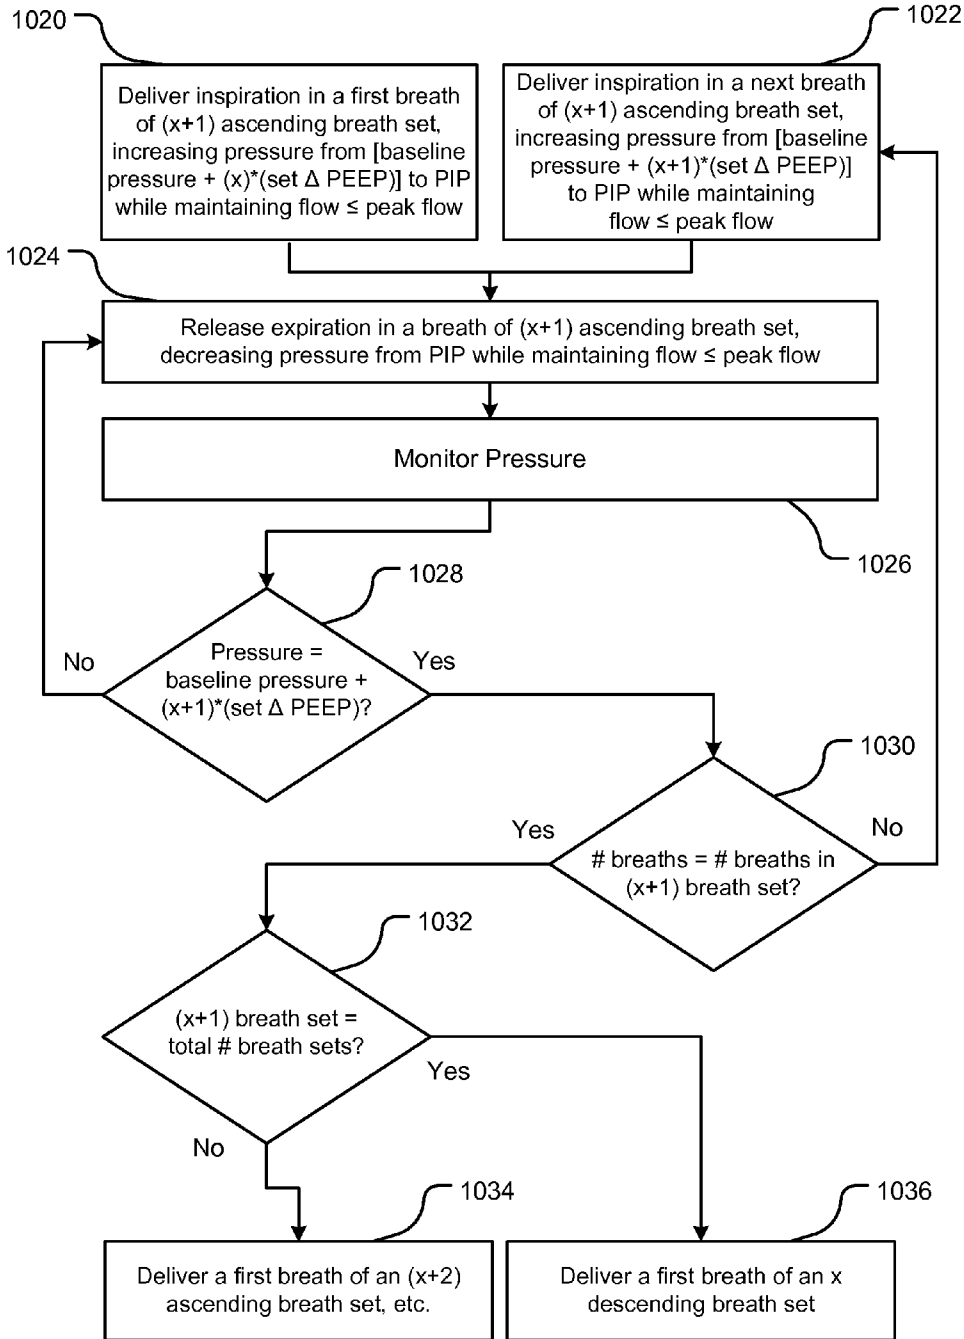 1020
1022
Deliver inspiration in a first breath
of (x+1) ascending breath set,
increasing pressure from [baseline
pressure + (x)*(set Δ PEEP)] to PIP
while maintaining flow ≤ peak flow
Deliver inspiration in a next breath
of (x+1) ascending breath set,
increasing pressure from [baseline
pressure + (x+1)*(set Δ PEEP)]
to PIP while maintaining
flow ≤ peak flow
1024
Release expiration in a breath of (x+1) ascending breath set,
decreasing pressure from PIP while maintaining flow ≤ peak flow
Monitor Pressure
1026
1028
No
Pressure =
baseline pressure +
(x+1)*(set Δ PEEP)?
Yes
1030
Yes
# breaths = # breaths in
(x+1) breath set?
No
1032
(x+1) breath set =
total # breath sets?
Yes
No
1034
1036
Deliver a first breath of an (x+2)
ascending breath set, etc.
Deliver a first breath of an x
descending breath set